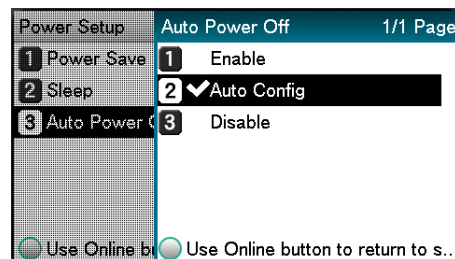 Power Setup
1 Power Save
2 Sleep
3 Auto Power
Use Online
Auto Power Off 1/1 Page
1 Enable
2 Auto Config
3 Disable
Use Online button to return to s..